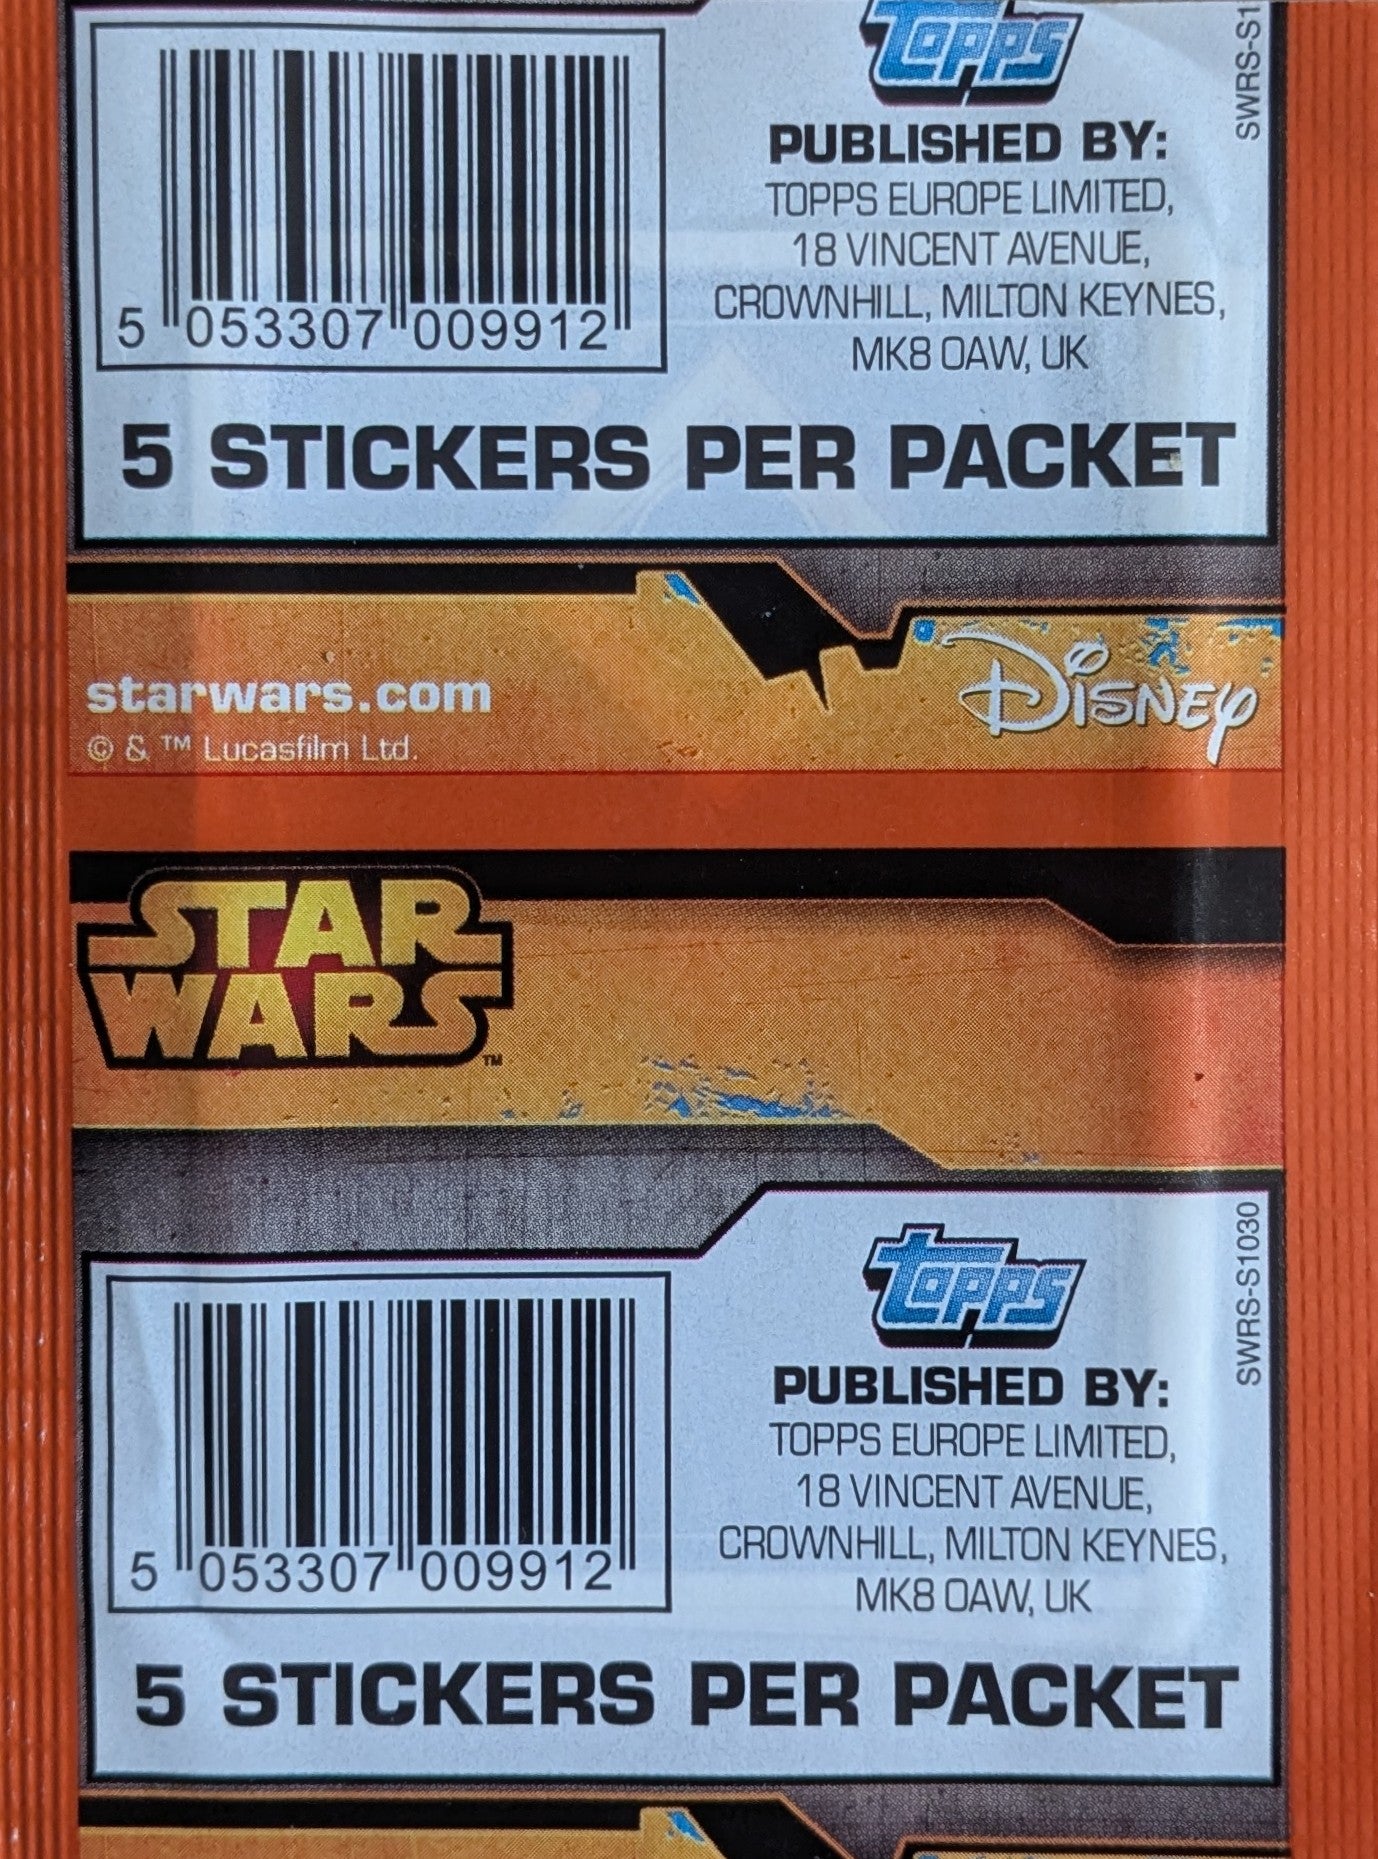 topps
SWRS-S1
PUBLISHED BY:
TOPPS EUROPE LIMITED,
18 VINCENT AVENUE,
CROWNHILL, MILTON KEYNES,
MK8 0AW, UK
5 053307 009912
5 STICKERS PER PACKET
starwars.com
© & ™ Lucasfilm Ltd.
Disney
STAR
WARS™
topps
SWRS-S1030
PUBLISHED BY:
TOPPS EUROPE LIMITED,
18 VINCENT AVENUE,
CROWNHILL, MILTON KEYNES,
MK8 0AW, UK
5 053307 009912
5 STICKERS PER PACKET